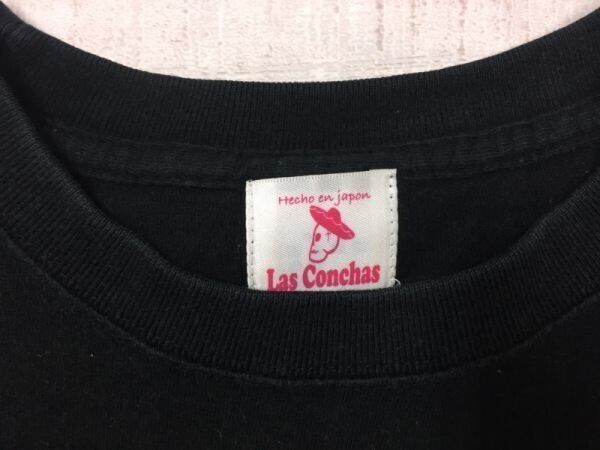 Hecho en japon
Las Conchas